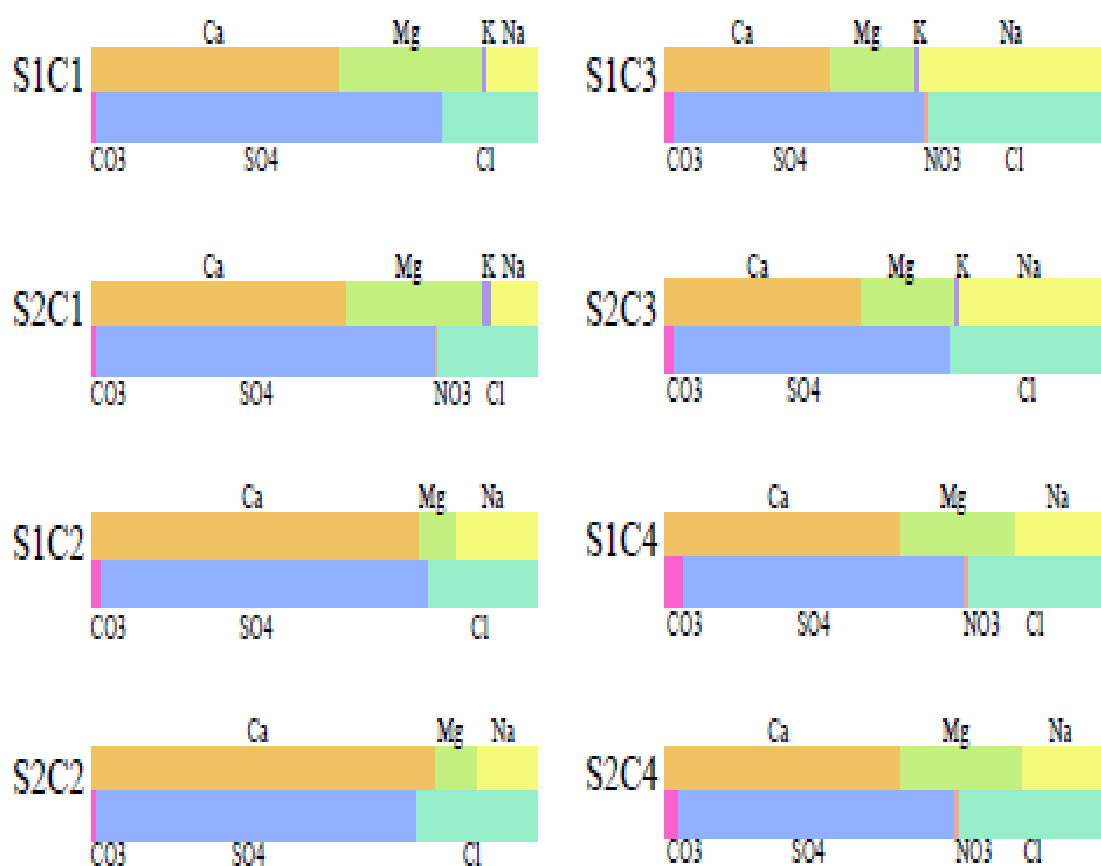 Ca Mg K Na
S1C1
CO3 SO4 Cl
Ca Mg K Na
S1C3
CO3 SO4 NO3 Cl
Ca Mg K Na
S2C1
CO3 SO4 NO3 Cl
Ca Mg K Na
S2C3
CO3 SO4 Cl
Ca Mg Na
S1C2
CO3 SO4 Cl
Ca Mg Na
S1C4
CO3 SO4 NO3 Cl
Ca Mg Na
S2C2
CO3 SO4 Cl
Ca Mg Na
S2C4
CO3 SO4 NO3 Cl